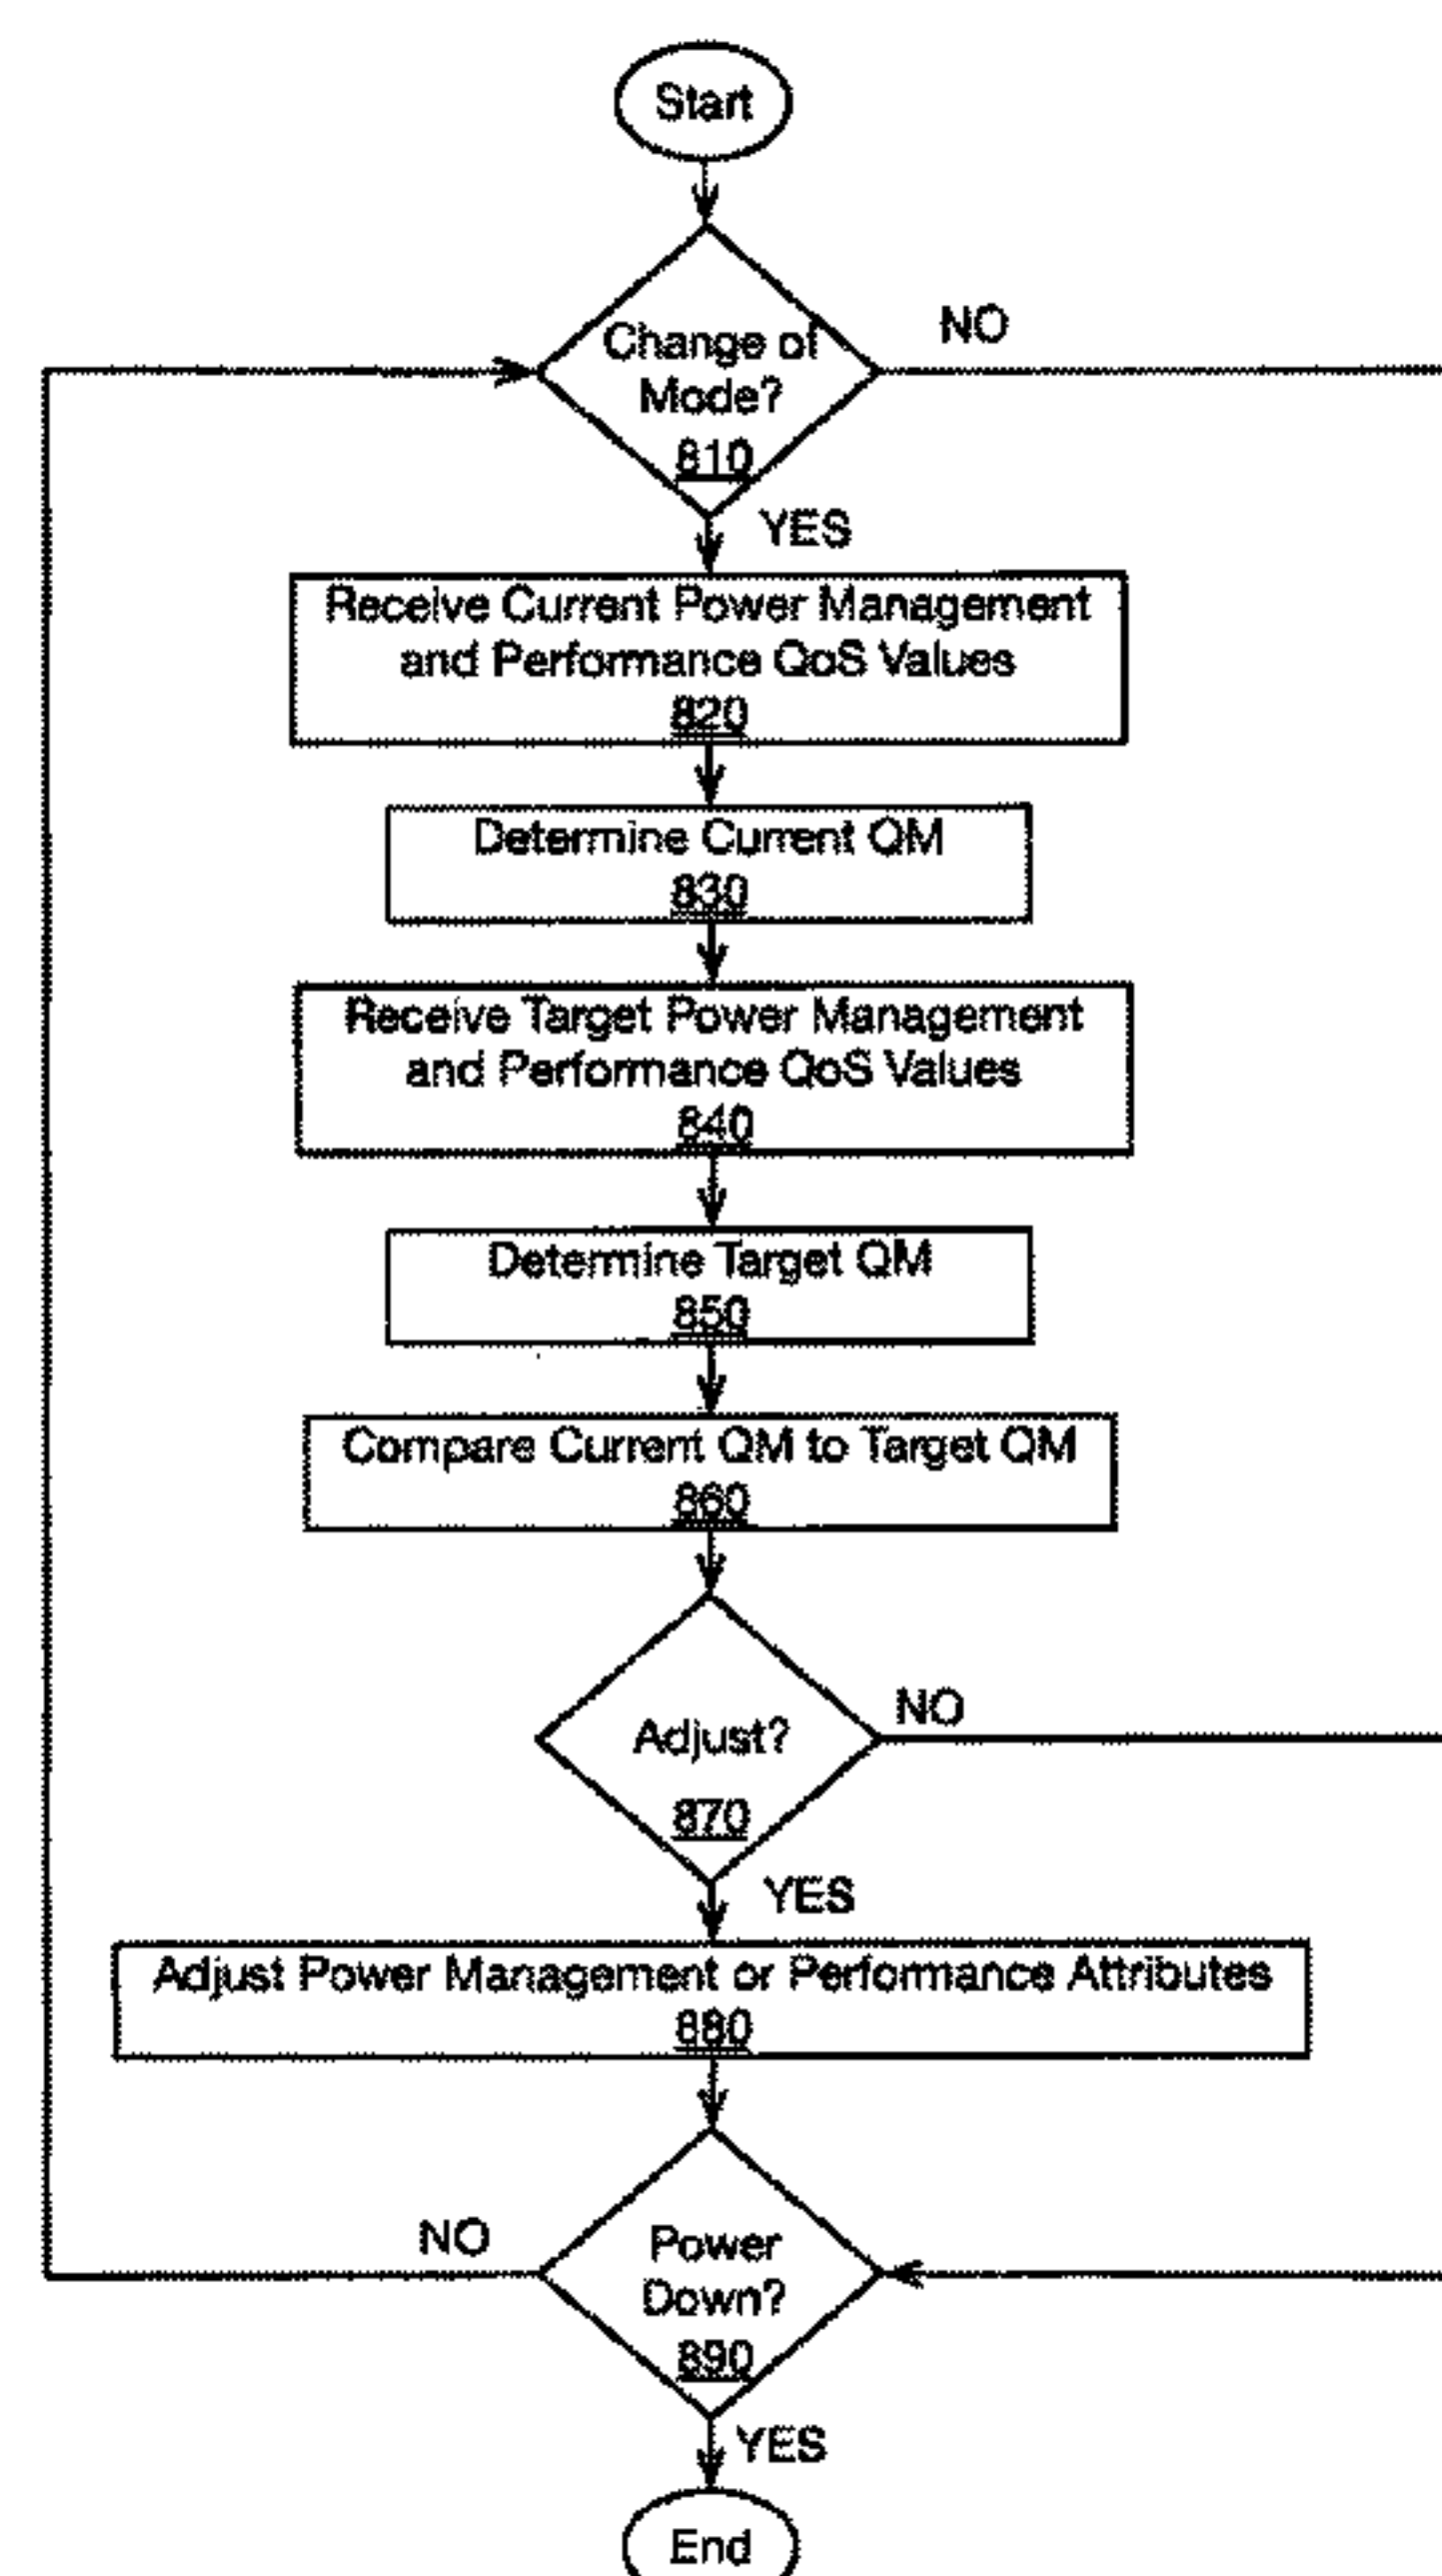 Start
Change of
Mode?
810
NO
YES
Receive Current Power Management
and Performance QoS Values
820
Determine Current QM
830
Receive Target Power Management
and Performance QoS Values
840
Determine Target QM
850
Compare Current QM to Target QM
860
Adjust?
870
NO
YES
Adjust Power Management or Performance Attributes
880
NO
Power
Down?
890
YES
End